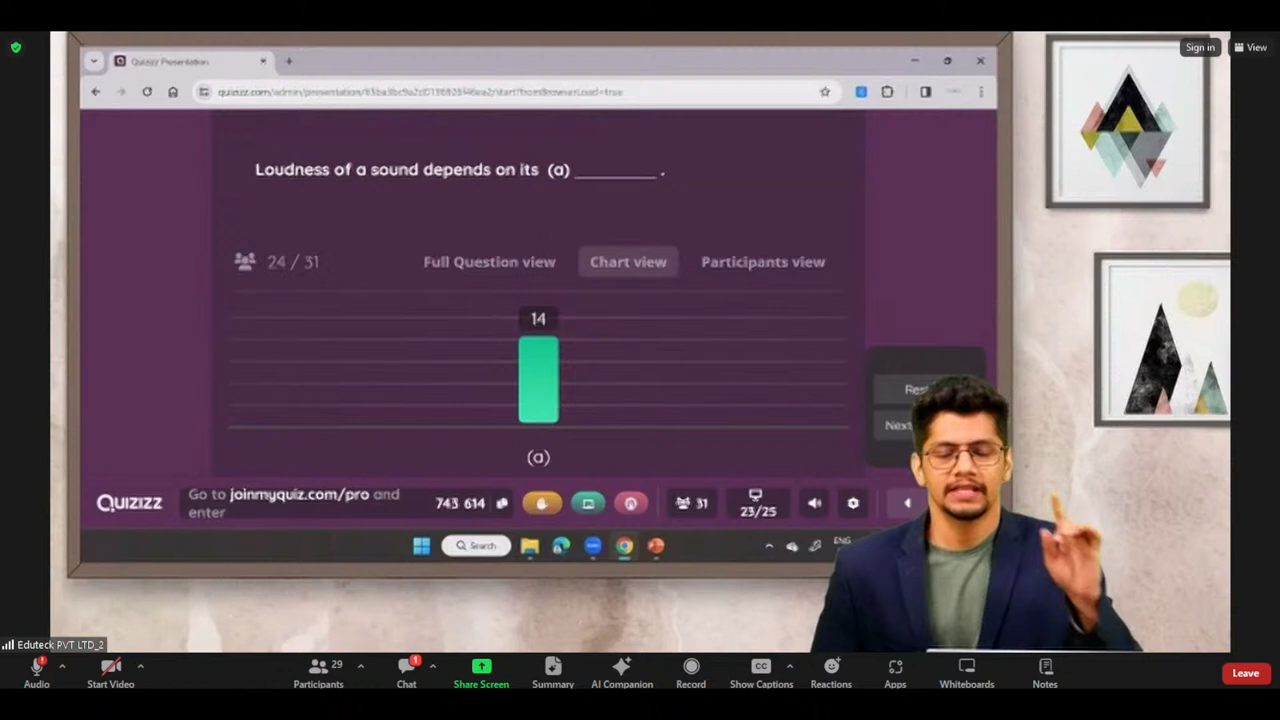 Sign in
View
Quizizz Presentation
Loudness of a sound depends on its (a) ________ .
24 / 31
Full Question view
Chart view
Participants view
14
(a)
Next
Quizizz
Go to joinmyquiz.com/pro and
enter
743 614
31
23/25
Search
ENG
Eduteck PVT LTD_2
Audio
Start Video
29
Participants
1
Chat
Share Screen
Summary
AI Companion
Record
CC
Show Captions
Reactions
Apps
Whiteboards
Notes
Leave